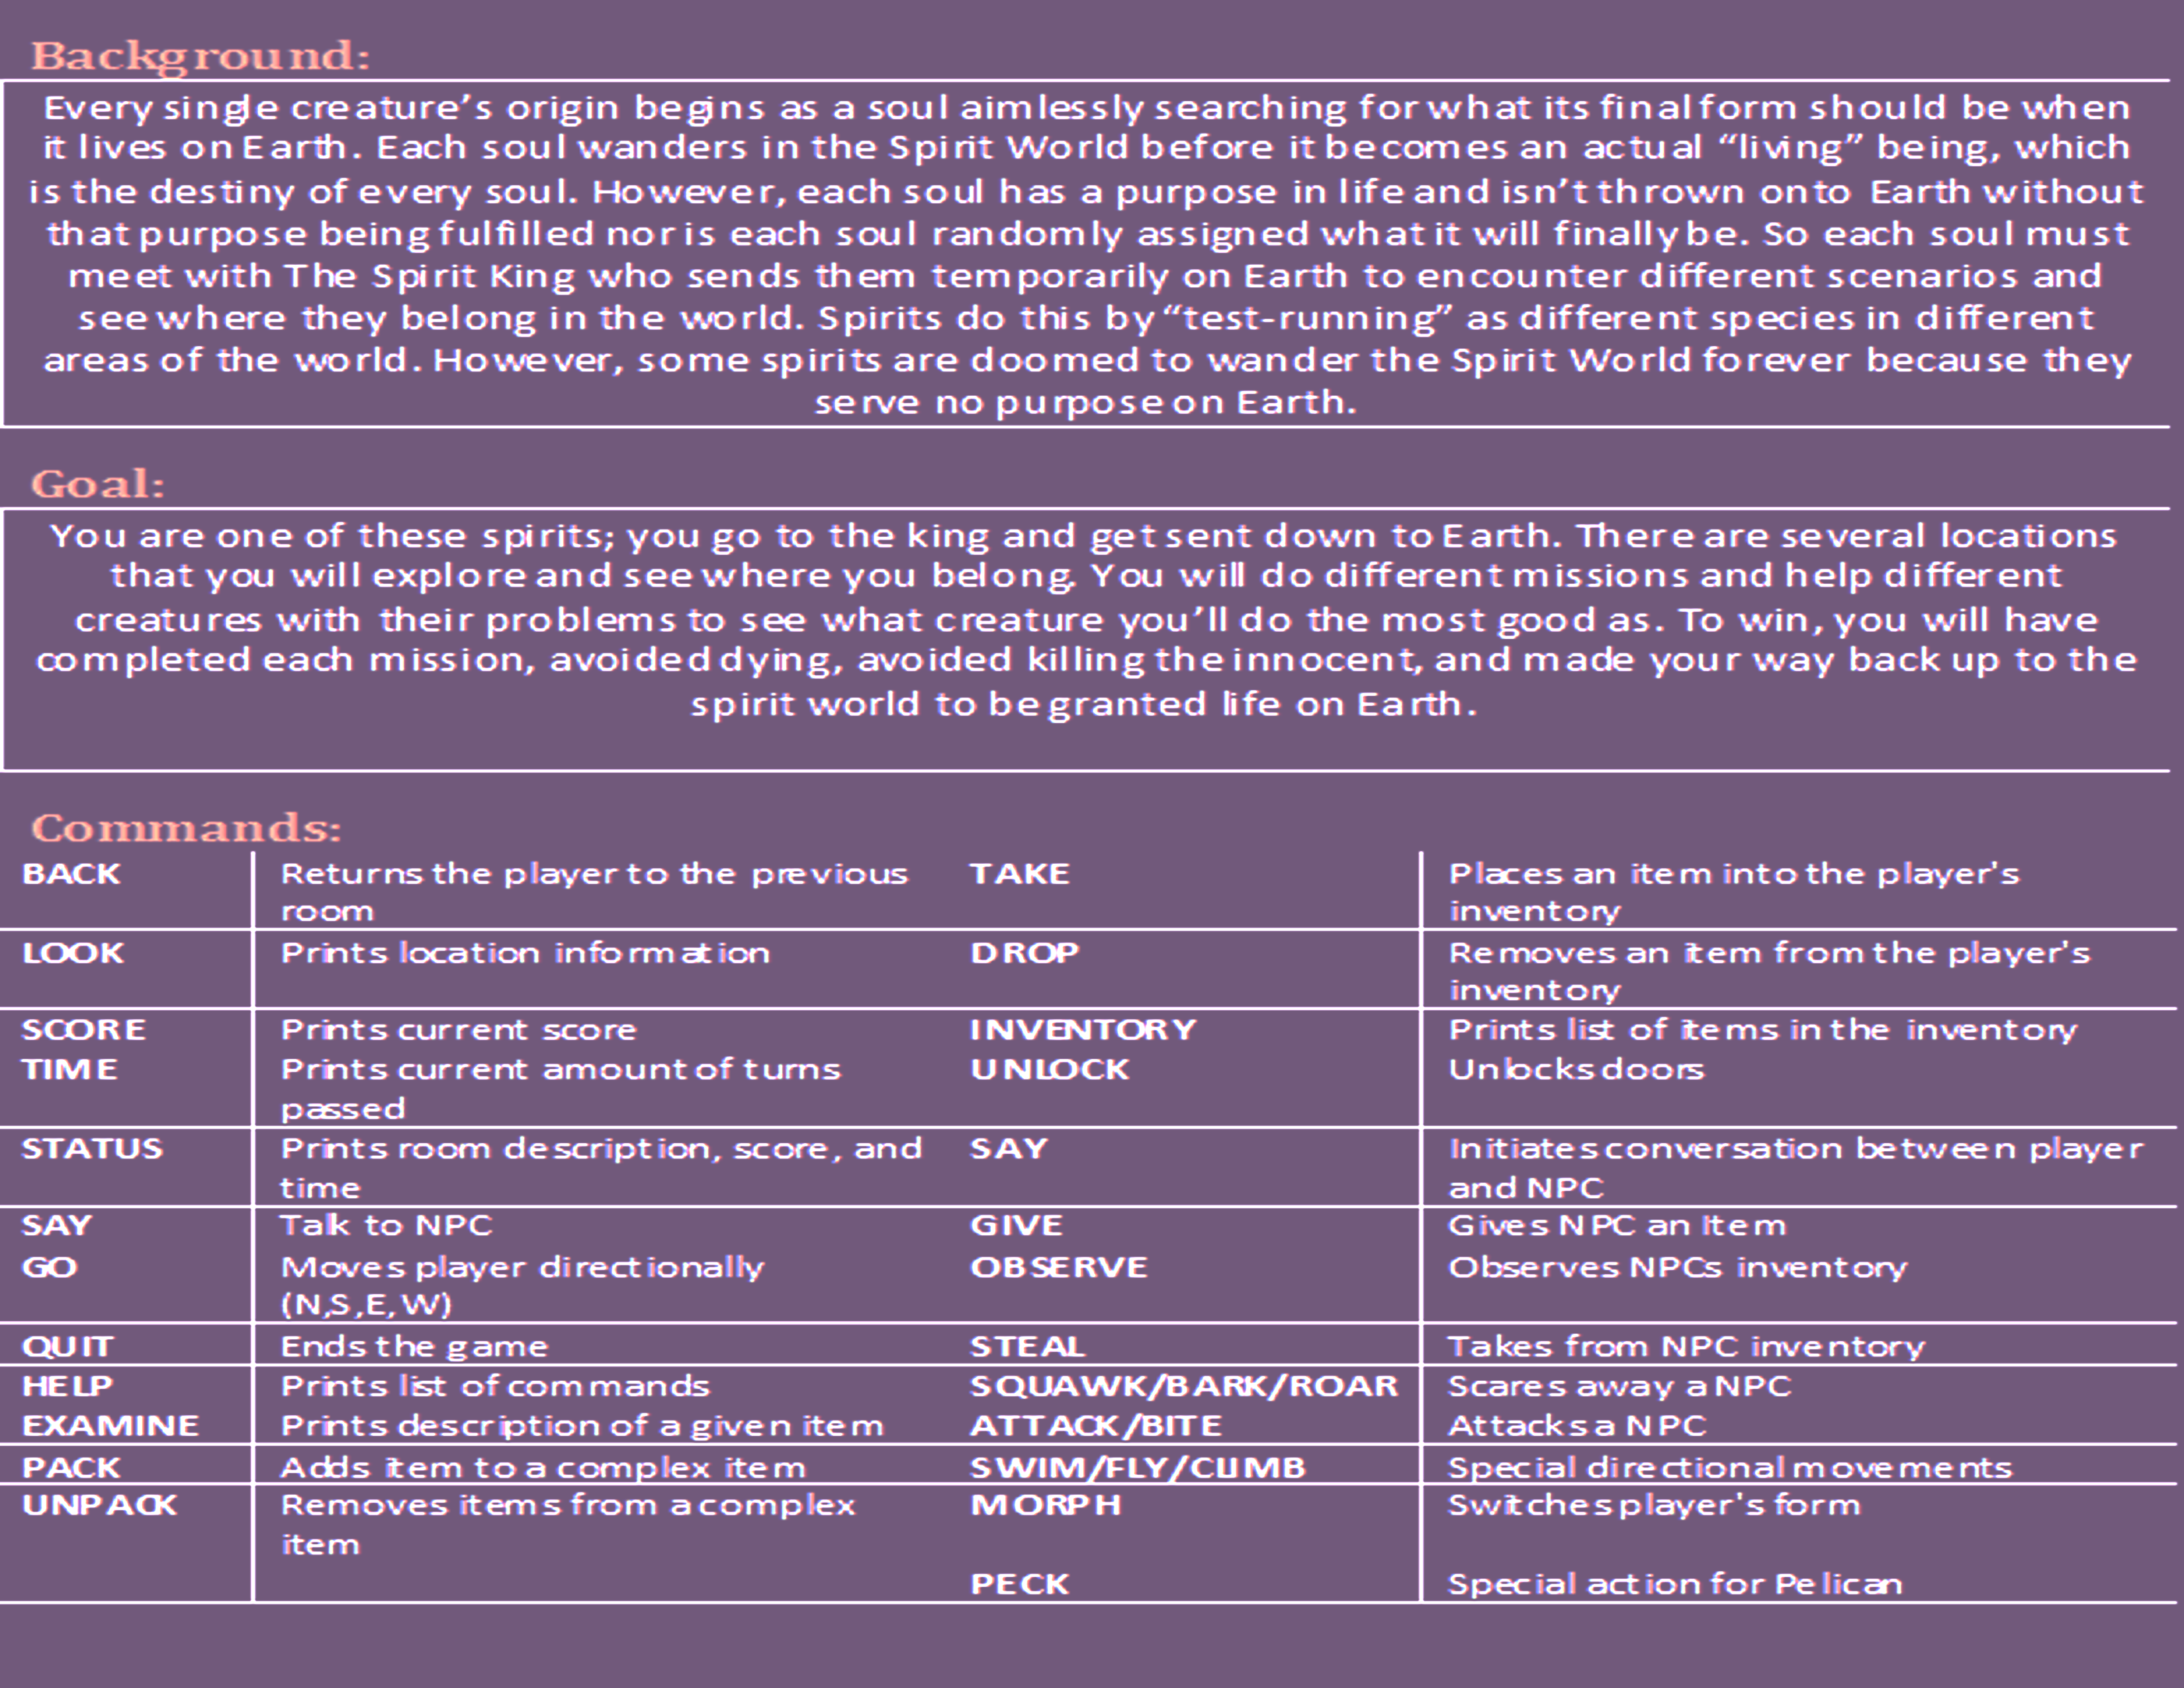 Background:
Every single creature’s origin begins as a soul aimlessly searching for what its final form should be when
it lives on Earth. Each soul wanders in the Spirit World before it becomes an actual “living” being, which
is the destiny of every soul. However, each soul has a purpose in life and isn’t thrown onto Earth without
that purpose being fulfilled nor is each soul randomly assigned what it will finally be. So each soul must
meet with The Spirit King who sends them temporarily on Earth to encounter different scenarios and
see where they belong in the world. Spirits do this by “test-running” as different species in different
areas of the world. However, some spirits are doomed to wander the Spirit World forever because they
serve no purpose on Earth.
Goal:
You are one of these spirits; you go to the king and get sent down to Earth. There are several locations
that you will explore and see where you belong. You will do different missions and help different
creatures with their problems to see what creature you’ll do the most good as. To win, you will have
completed each mission, avoided dying, avoided killing the innocent, and made your way back up to the
spirit world to be granted life on Earth.
Commands:
BACK Returns the player to the previous TAKE Places an item into the player's
room inventory
LOOK Prints location information DROP Removes an item from the player's
inventory
SCORE Prints current score INVENTORY Prints list of items in the inventory
TIME Prints current amount of turns UNLOCK Unlocks doors
passed
STATUS Prints room description, score, and SAY Initiates conversation between player
time and NPC
SAY Talk to NPC GIVE Gives NPC an Item
GO Moves player directionally OBSERVE Observes NPCs inventory
(N,S,E,W)
QUIT Ends the game STEAL Takes from NPC inventory
HELP Prints list of commands SQUAWK/BARK/ROAR Scares away a NPC
EXAMINE Prints description of a given item ATTACK/BITE Attacks a NPC
PACK Adds item to a complex item SWIM/FLY/CLIMB Special directional movements
UNPACK Removes items from a complex MORPH Switches player's form
item
PECK Special action for Pelican